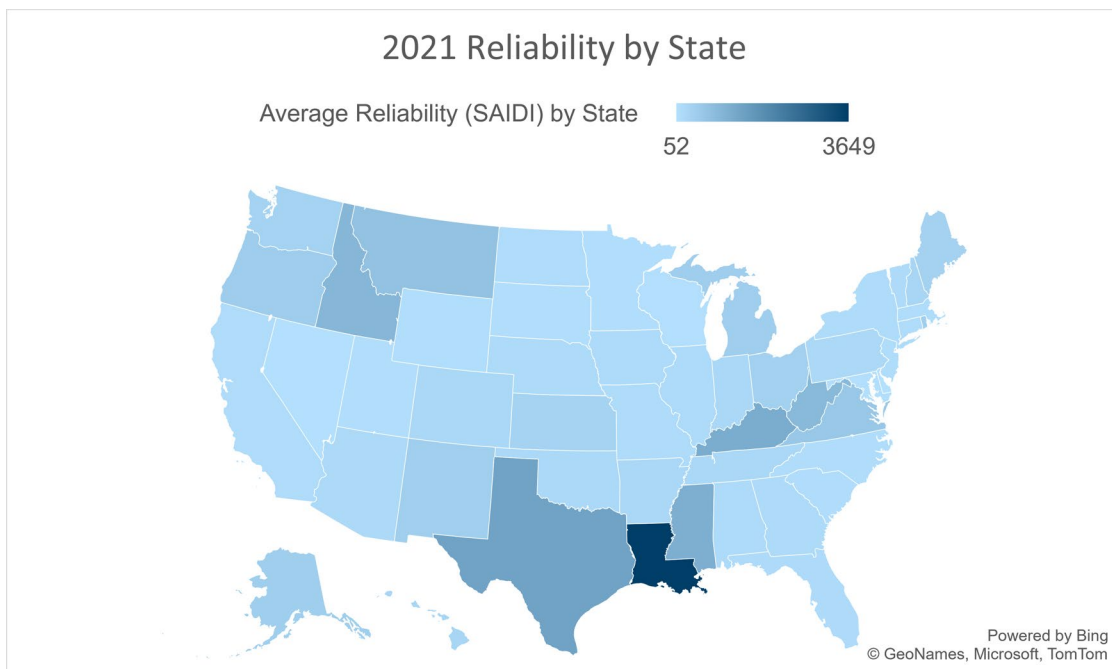 2021 Reliability by State
Average Reliability (SAIDI) by State
52 3649
Powered by Bing
© GeoNames, Microsoft, TomTom